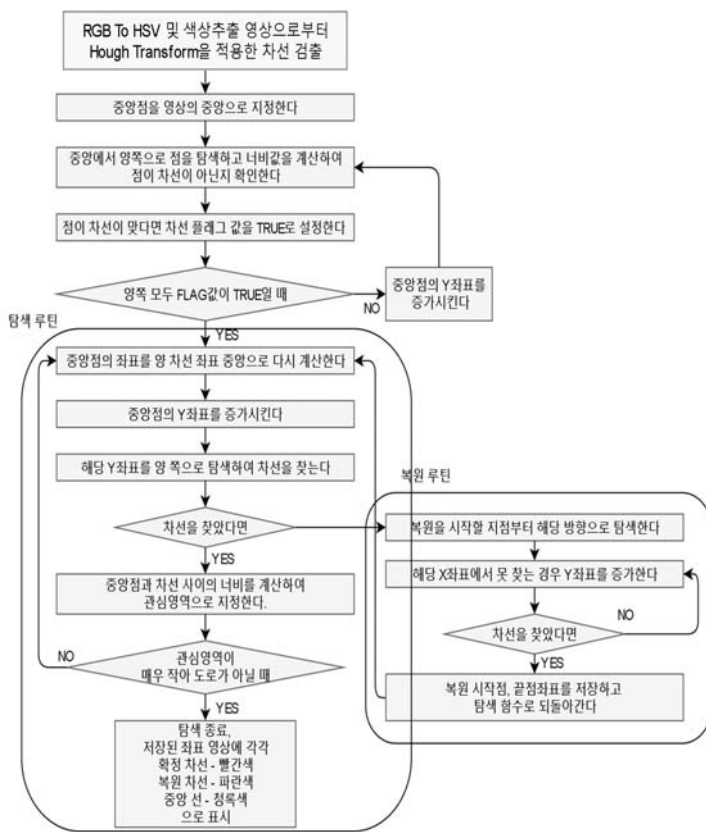 RGB To HSV 및 색상추출 영상으로부터
Hough Transform을 적용한 차선 검출
중앙점을 영상의 중앙으로 지정한다
중앙에서 양쪽으로 점을 탐색하고 너비값을 계산하여
점이 차선이 아닌지 확인한다
점이 차선이 맞다면 차선 플래그 값을 TRUE로 설정한다
양쪽 모두 FLAG값이 TRUE일 때
NO
중앙점의 Y좌표를
증가시킨다
탐색 루틴
YES
중앙점의 좌표를 양 차선 좌표 중앙으로 다시 계산한다
중앙점의 Y좌표를 증가시킨다
해당 Y좌표를 양 쪽으로 탐색하여 차선을 찾는다
차선을 찾았다면
YES
중앙점과 차선 사이의 너비를 계산하여
관심영역으로 지정한다.
NO
관심영역이
매우 작아 도로가 아닐 때
YES
탐색 종료,
저장된 좌표 영상에 각각
확정 차선 - 빨간색
복원 차선 - 파란색
중앙 선 - 청록색
으로 표시
복원 루틴
복원을 시작할 지점부터 해당 방향으로 탐색한다
해당 X좌표에서 못 찾는 경우 Y좌표를 증가한다
NO
차선을 찾았다면
YES
복원 시작점, 끝점좌표를 저장하고
탐색 함수로 되돌아간다